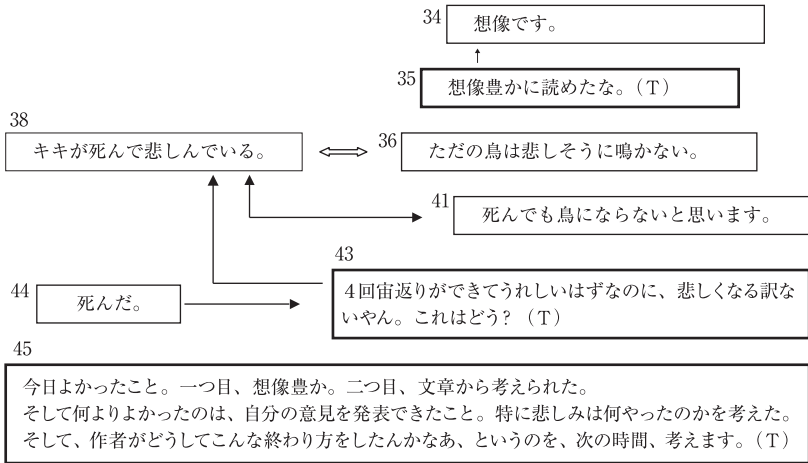 34
想像です。
35
想像豊かに読めたな。（T）
38
キキが死んで悲しんでいる。
36
ただの鳥は悲しそうに鳴かない。
41
死んでも鳥にならないと思います。
43
4回宙返りができてうれしいはずなのに、悲しくなる訳な
いやん。これはどう？（T）
44
死んだ。
45
今日よかったこと。一つ目、想像豊か。二つ目、文章から考えられた。
そして何よりよかったのは、自分の意見を発表できたこと。特に悲しみは何やったのかを考えた。
そして、作者がどうしてこんな終わり方をしたんかなあ、というのを、次の時間、考えます。（T）